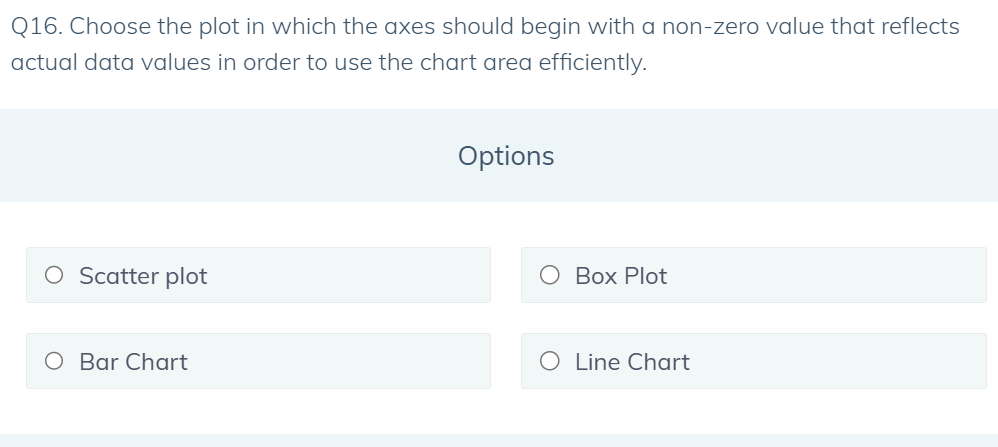 Q16. Choose the plot in which the axes should begin with a non-zero value that reflects
actual data values in order to use the chart area efficiently.
Options
Scatter plot
Box Plot
Bar Chart
Line Chart